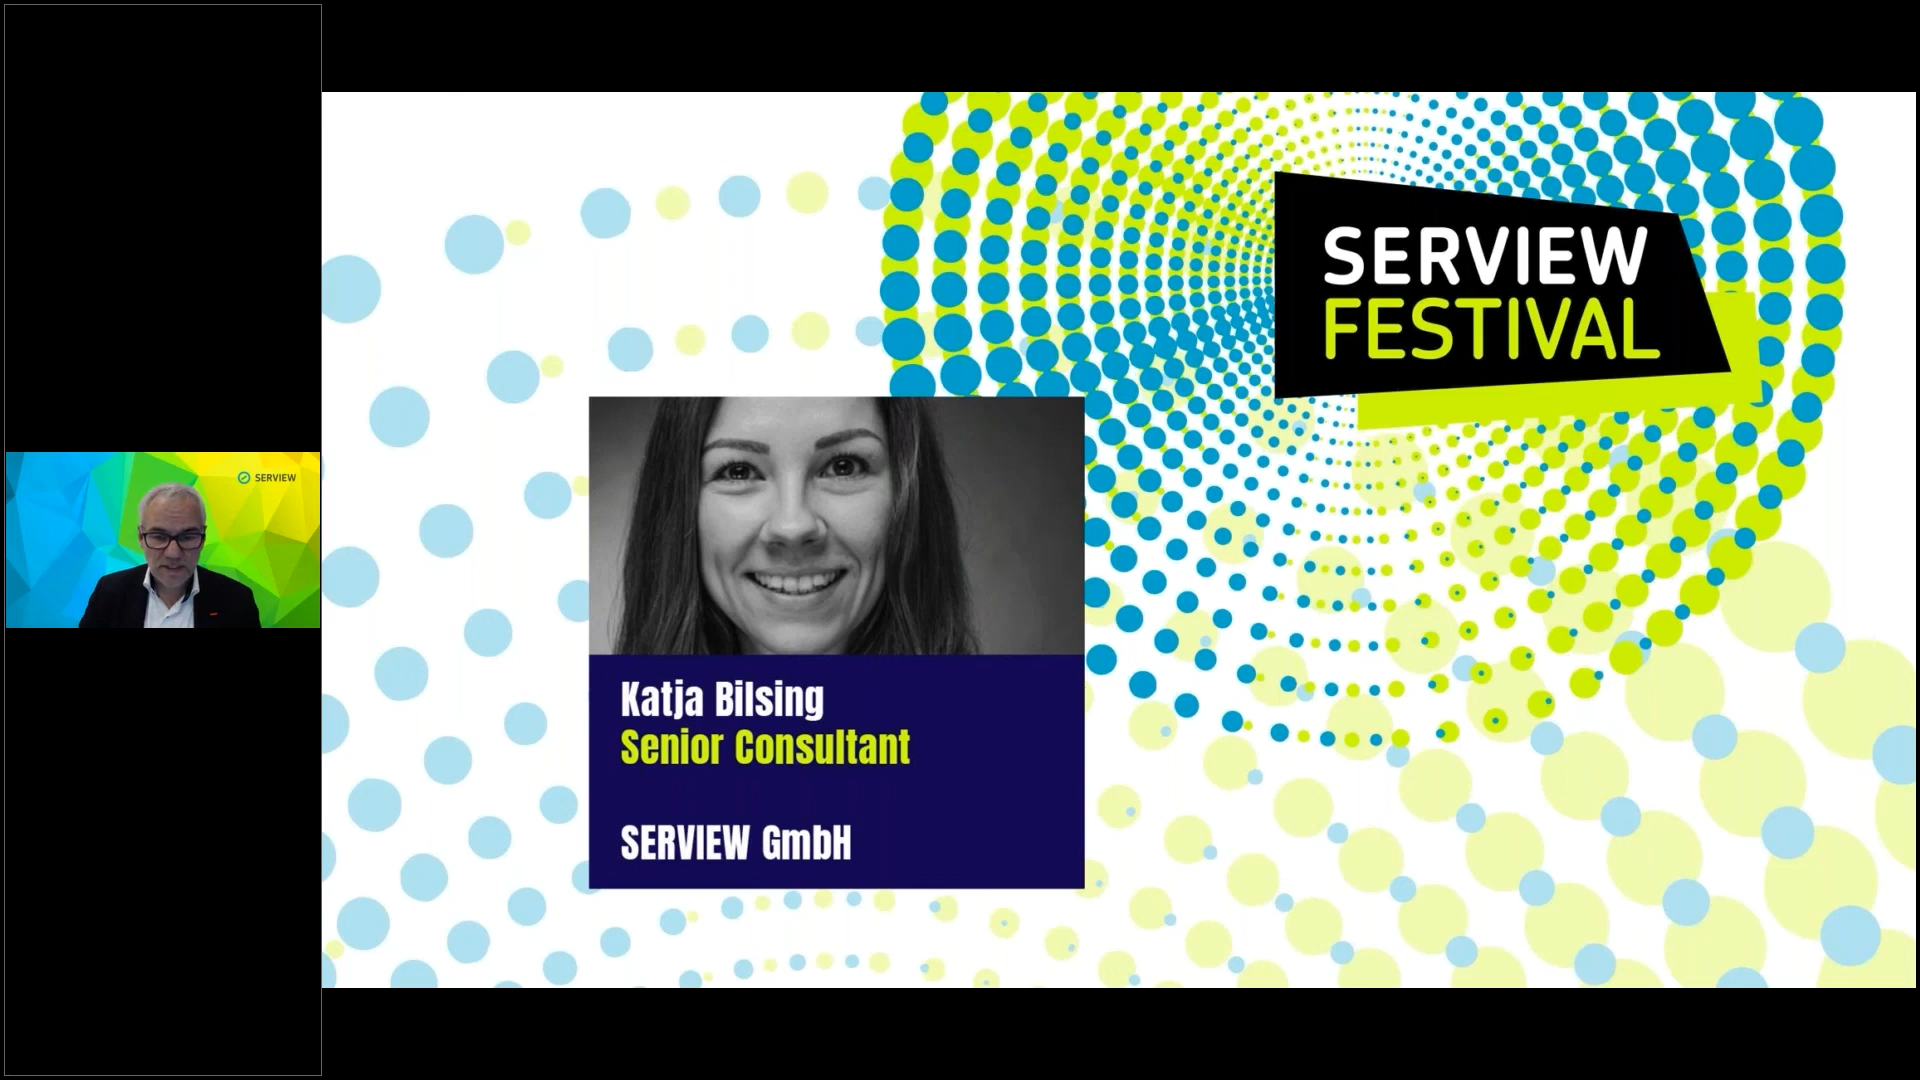 SERVIEW
SERVIEW
FESTIVAL
Katja Bilsing
Senior Consultant
SERVIEW GmbH